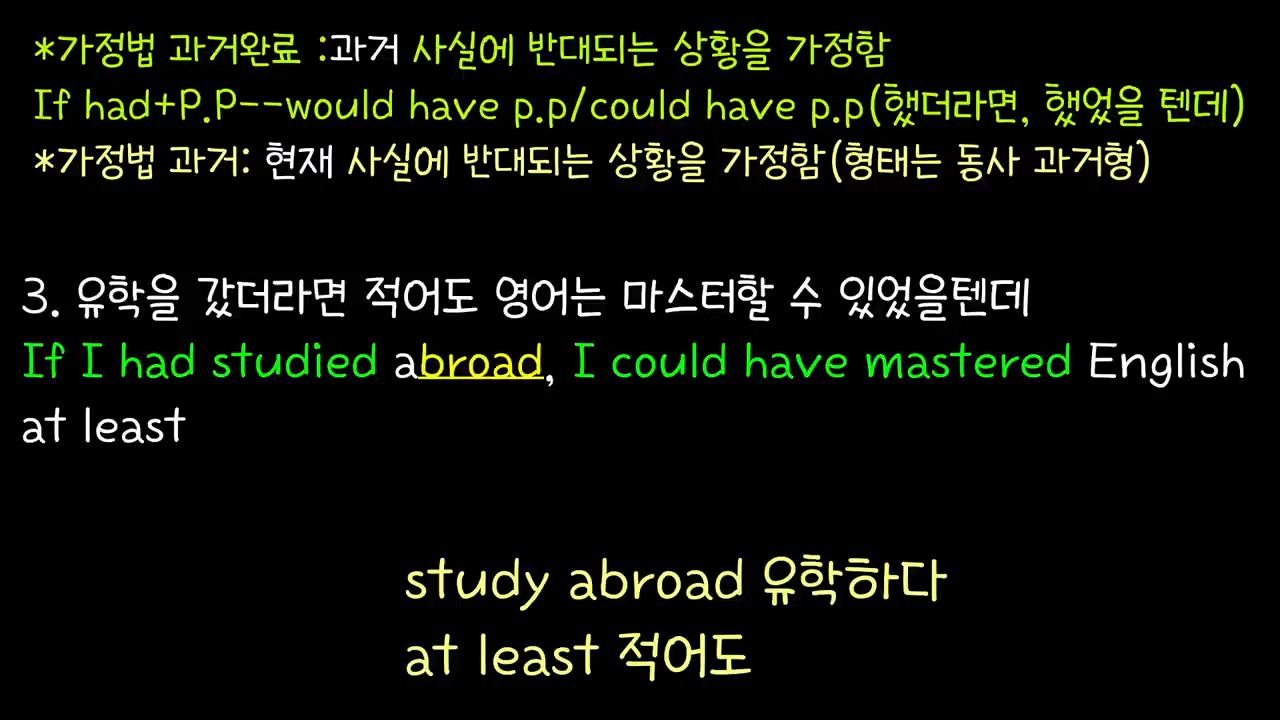 *가정법 과거완료 :과거 사실에 반대되는 상황을 가정함
If had+P.P--would have p.p/could have p.p(했더라면, 했었을 텐데)
*가정법 과거: 현재 사실에 반대되는 상황을 가정함(형태는 동사 과거형)
3. 유학을 갔더라면 적어도 영어는 마스터할 수 있었을텐데
If I had studied abroad, I could have mastered English
at least
study abroad 유학하다
at least 적어도